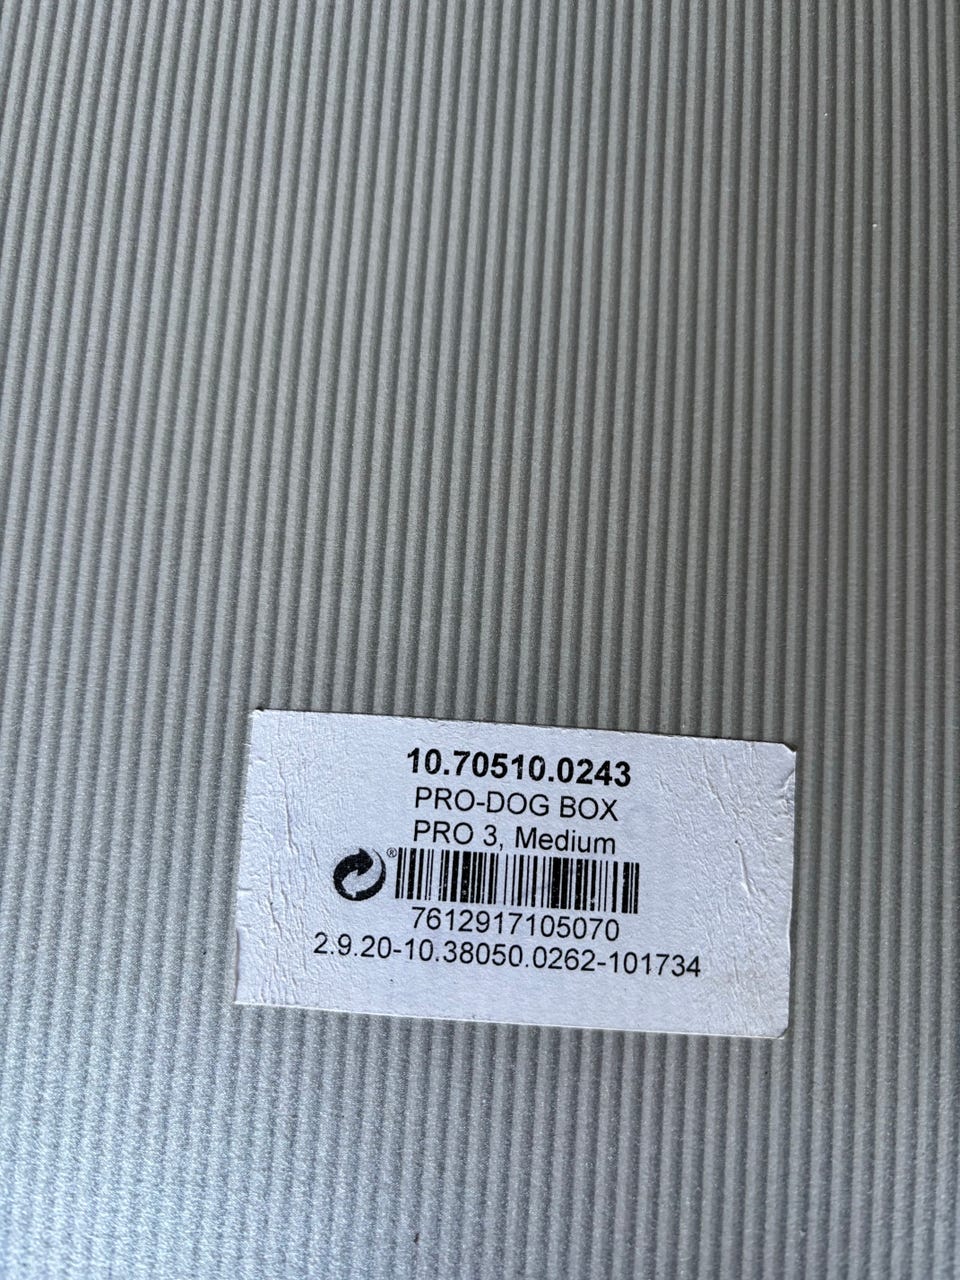 10.70510.0243
PRO-DOG BOX
PRO 3, Medium
®
7612917105070
2.9.20-10.38050.0262-101734